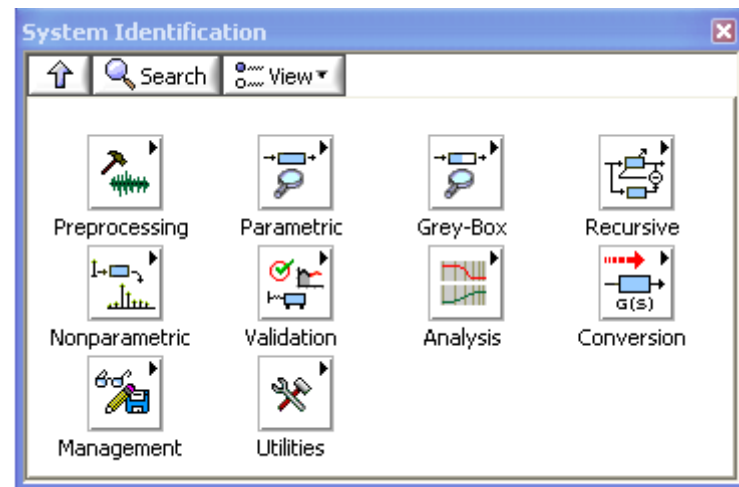 System Identification
Search View
Preprocessing Parametric Grey-Box Recursive
G(s)
Nonparametric Validation Analysis Conversion
Management Utilities